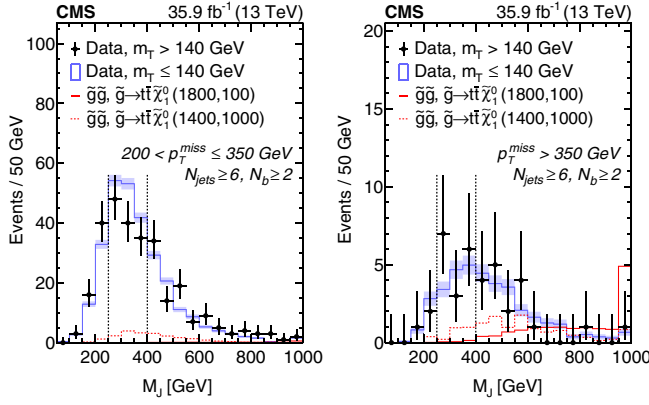 CMS 35.9 fb⁻¹ (13 TeV)
Data, m_T > 140 GeV
Data, m_T ≤ 140 GeV
g̃g̃, g̃→tt̄χ̃⁰₁(1800,100)
g̃g̃, g̃→tt̄χ̃⁰₁(1400,1000)
200 < p_T^miss ≤ 350 GeV
N_jets≥6, N_b≥2
Events / 50 GeV
100
80
60
40
20
0
200 400 600 800 1000
M_J [GeV]
CMS 35.9 fb⁻¹ (13 TeV)
Data, m_T > 140 GeV
Data, m_T ≤ 140 GeV
g̃g̃, g̃→tt̄χ̃⁰₁(1800,100)
g̃g̃, g̃→tt̄χ̃⁰₁(1400,1000)
p_T^miss > 350 GeV
N_jets≥6, N_b≥2
Events / 50 GeV
20
15
10
5
0
200 400 600 800 1000
M_J [GeV]